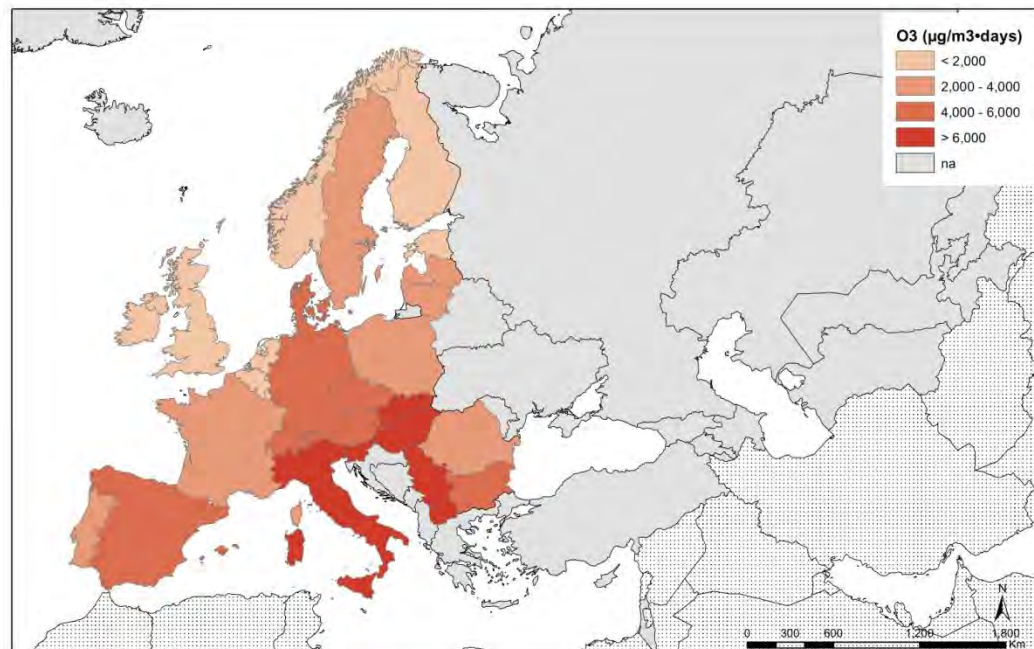 O3 (µg/m3•days)
< 2,000
2,000 - 4,000
4,000 - 6,000
> 6,000
na
N
0 300 600 1,200 1,800
Km